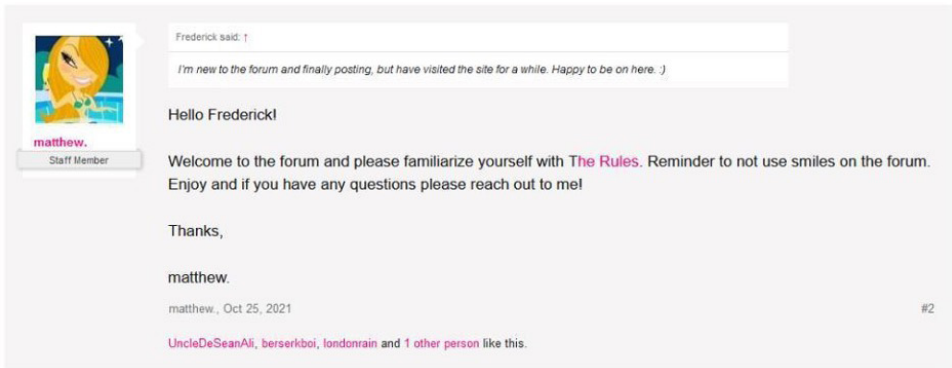 Frederick said: ↑
I'm new to the forum and finally posting, but have visited the site for a while. Happy to be on here. :)
Hello Frederick!
matthew.
Staff Member
Welcome to the forum and please familiarize yourself with The Rules. Reminder to not use smiles on the forum.
Enjoy and if you have any questions please reach out to me!
Thanks,
matthew.
matthew., Oct 25, 2021
#2
UncleDeSeanAli, berserkboi, londonrain and 1 other person like this.